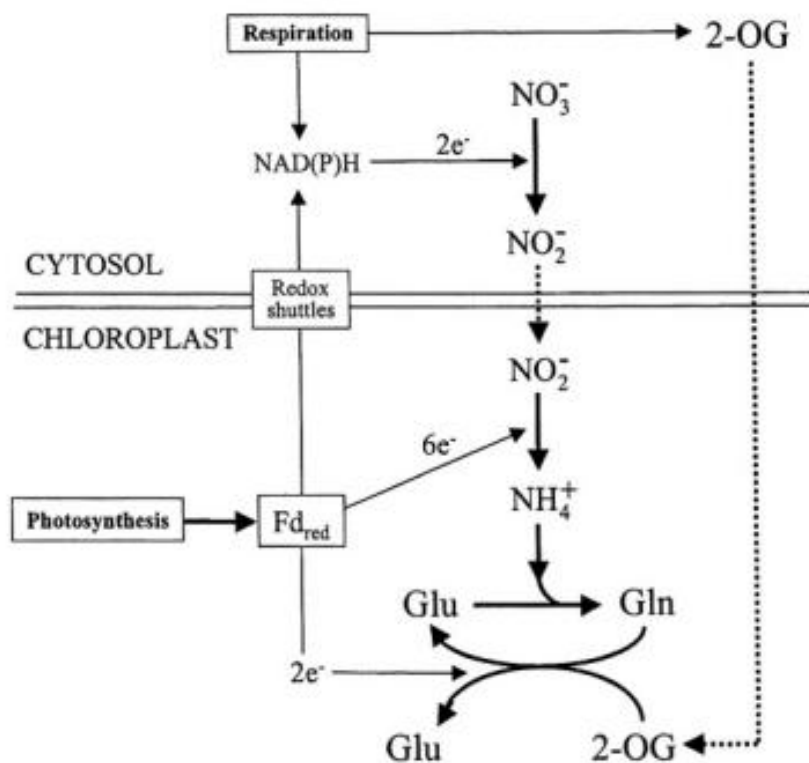 Respiration
2-OG
NO₃⁻
NAD(P)H
2e⁻
NO₂⁻
CYTOSOL
Redox
shuttles
CHLOROPLAST
NO₂⁻
6e⁻
Photosynthesis
Fd_red
NH₄⁺
Glu
Gln
2e⁻
Glu
2-OG